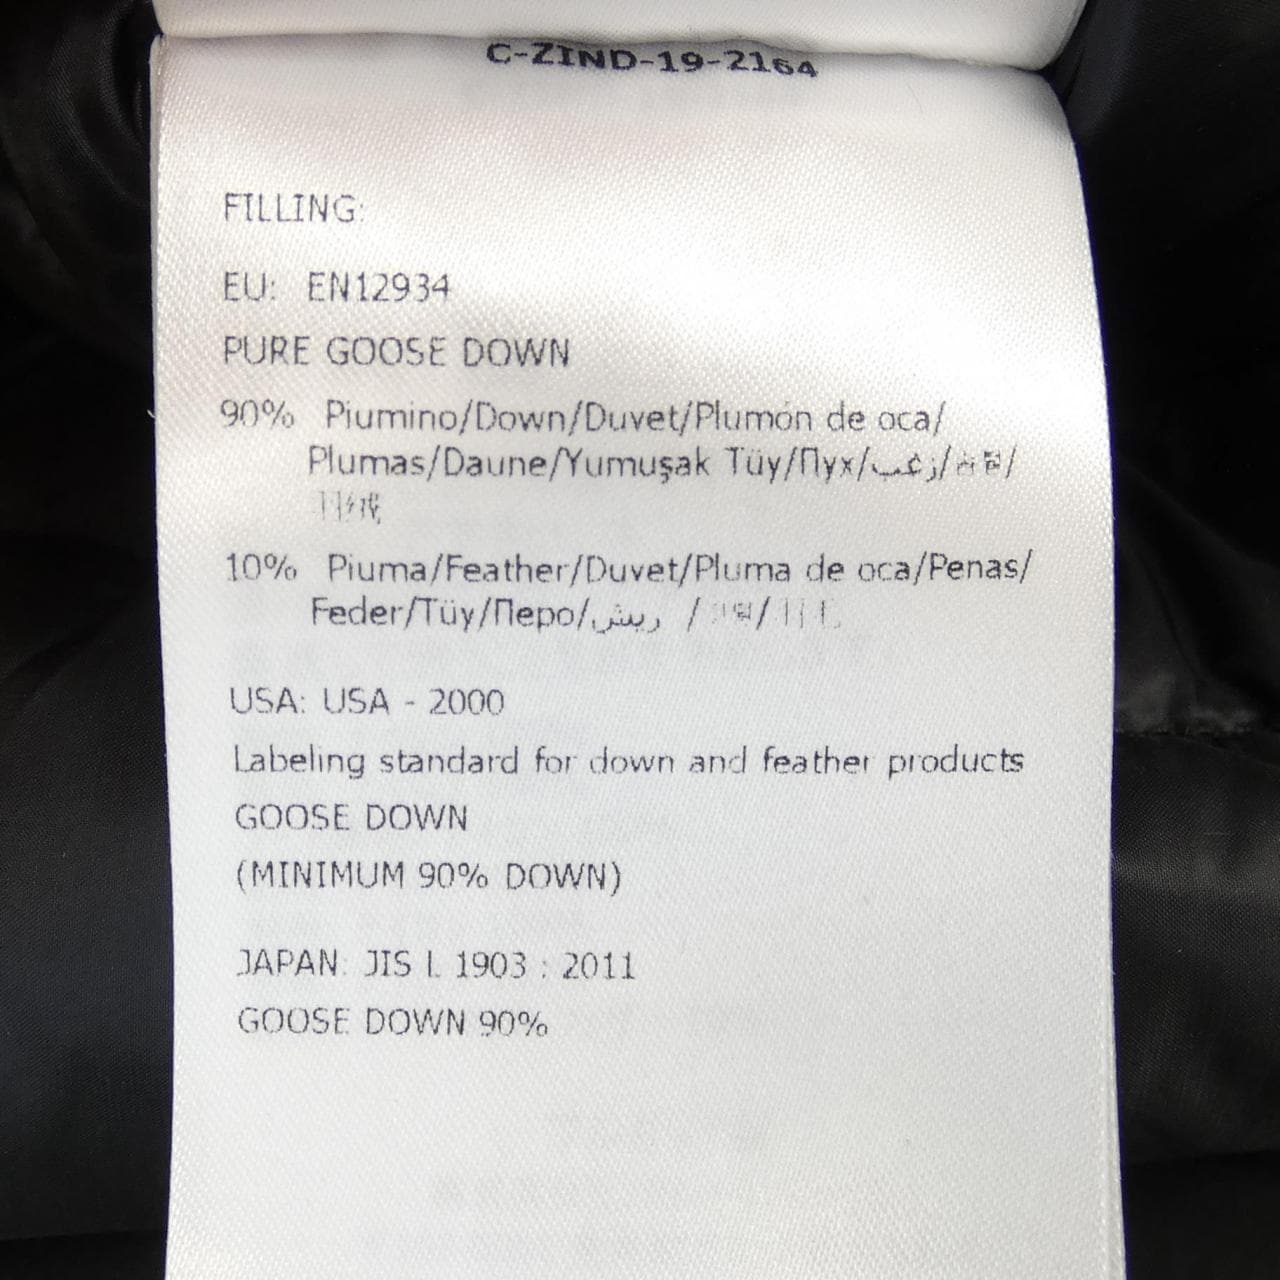 C-ZIND-19-2164
FILLING:
EU: EN12934
PURE GOOSE DOWN
90% Piumino/Down/Duvet/Plumón de oca/
Plumas/Daune/Yumuşak Tüy/Пух/زغب/
10% Piuma/Feather/Duvet/Pluma de oca/Penas/
Feder/Tüy/Перо/ريش /
USA: USA - 2000
Labeling standard for down and feather products
GOOSE DOWN
(MINIMUM 90% DOWN)
JAPAN: JIS L 1903 : 2011
GOOSE DOWN 90%